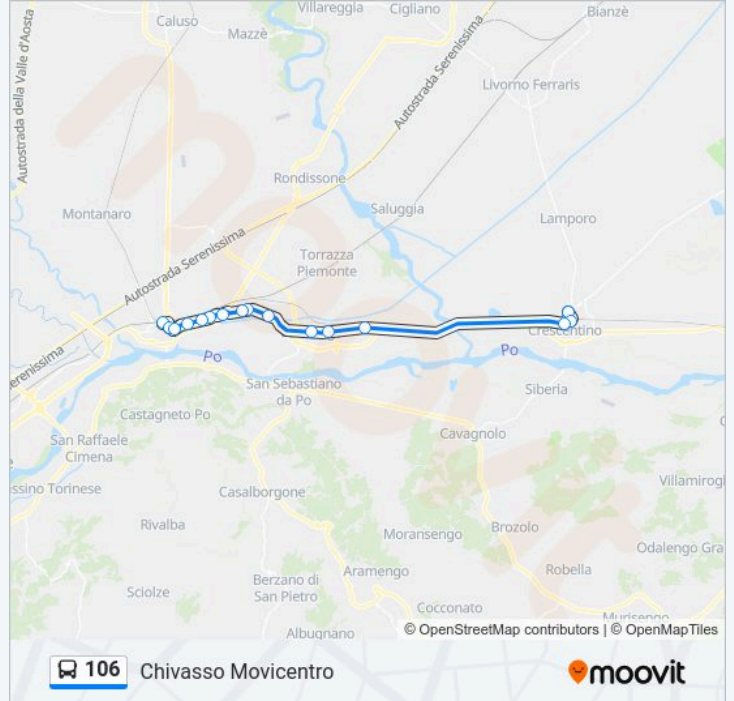 Villareggia
Cigliano
Bianzè
Caluso
Mazzè
Autostrada della Valle d'Aosta
Autostrada Serenissima
Livorno Ferraris
Rondissone
Saluggia
Montanaro
Lamporo
Autostrada Serenissima
Torrazza
Piemonte
Crescentino
erenissima
Po
Po
San Sebastiano
da Po
Siberia
Castagneto Po
Cavagnolo
San Raffaele
Cimena
ssino Torinese
Casalborgone
Villamirog
Rivalba
Moransengo
Brozolo
Odalengo Gra
Aramengo
Robella
Sciolze
Berzano di
San Pietro
Cocconato
Murisengo
Albugnano
© OpenStreetMap contributors | © OpenMapTiles
106 Chivasso Movicentro
moovit